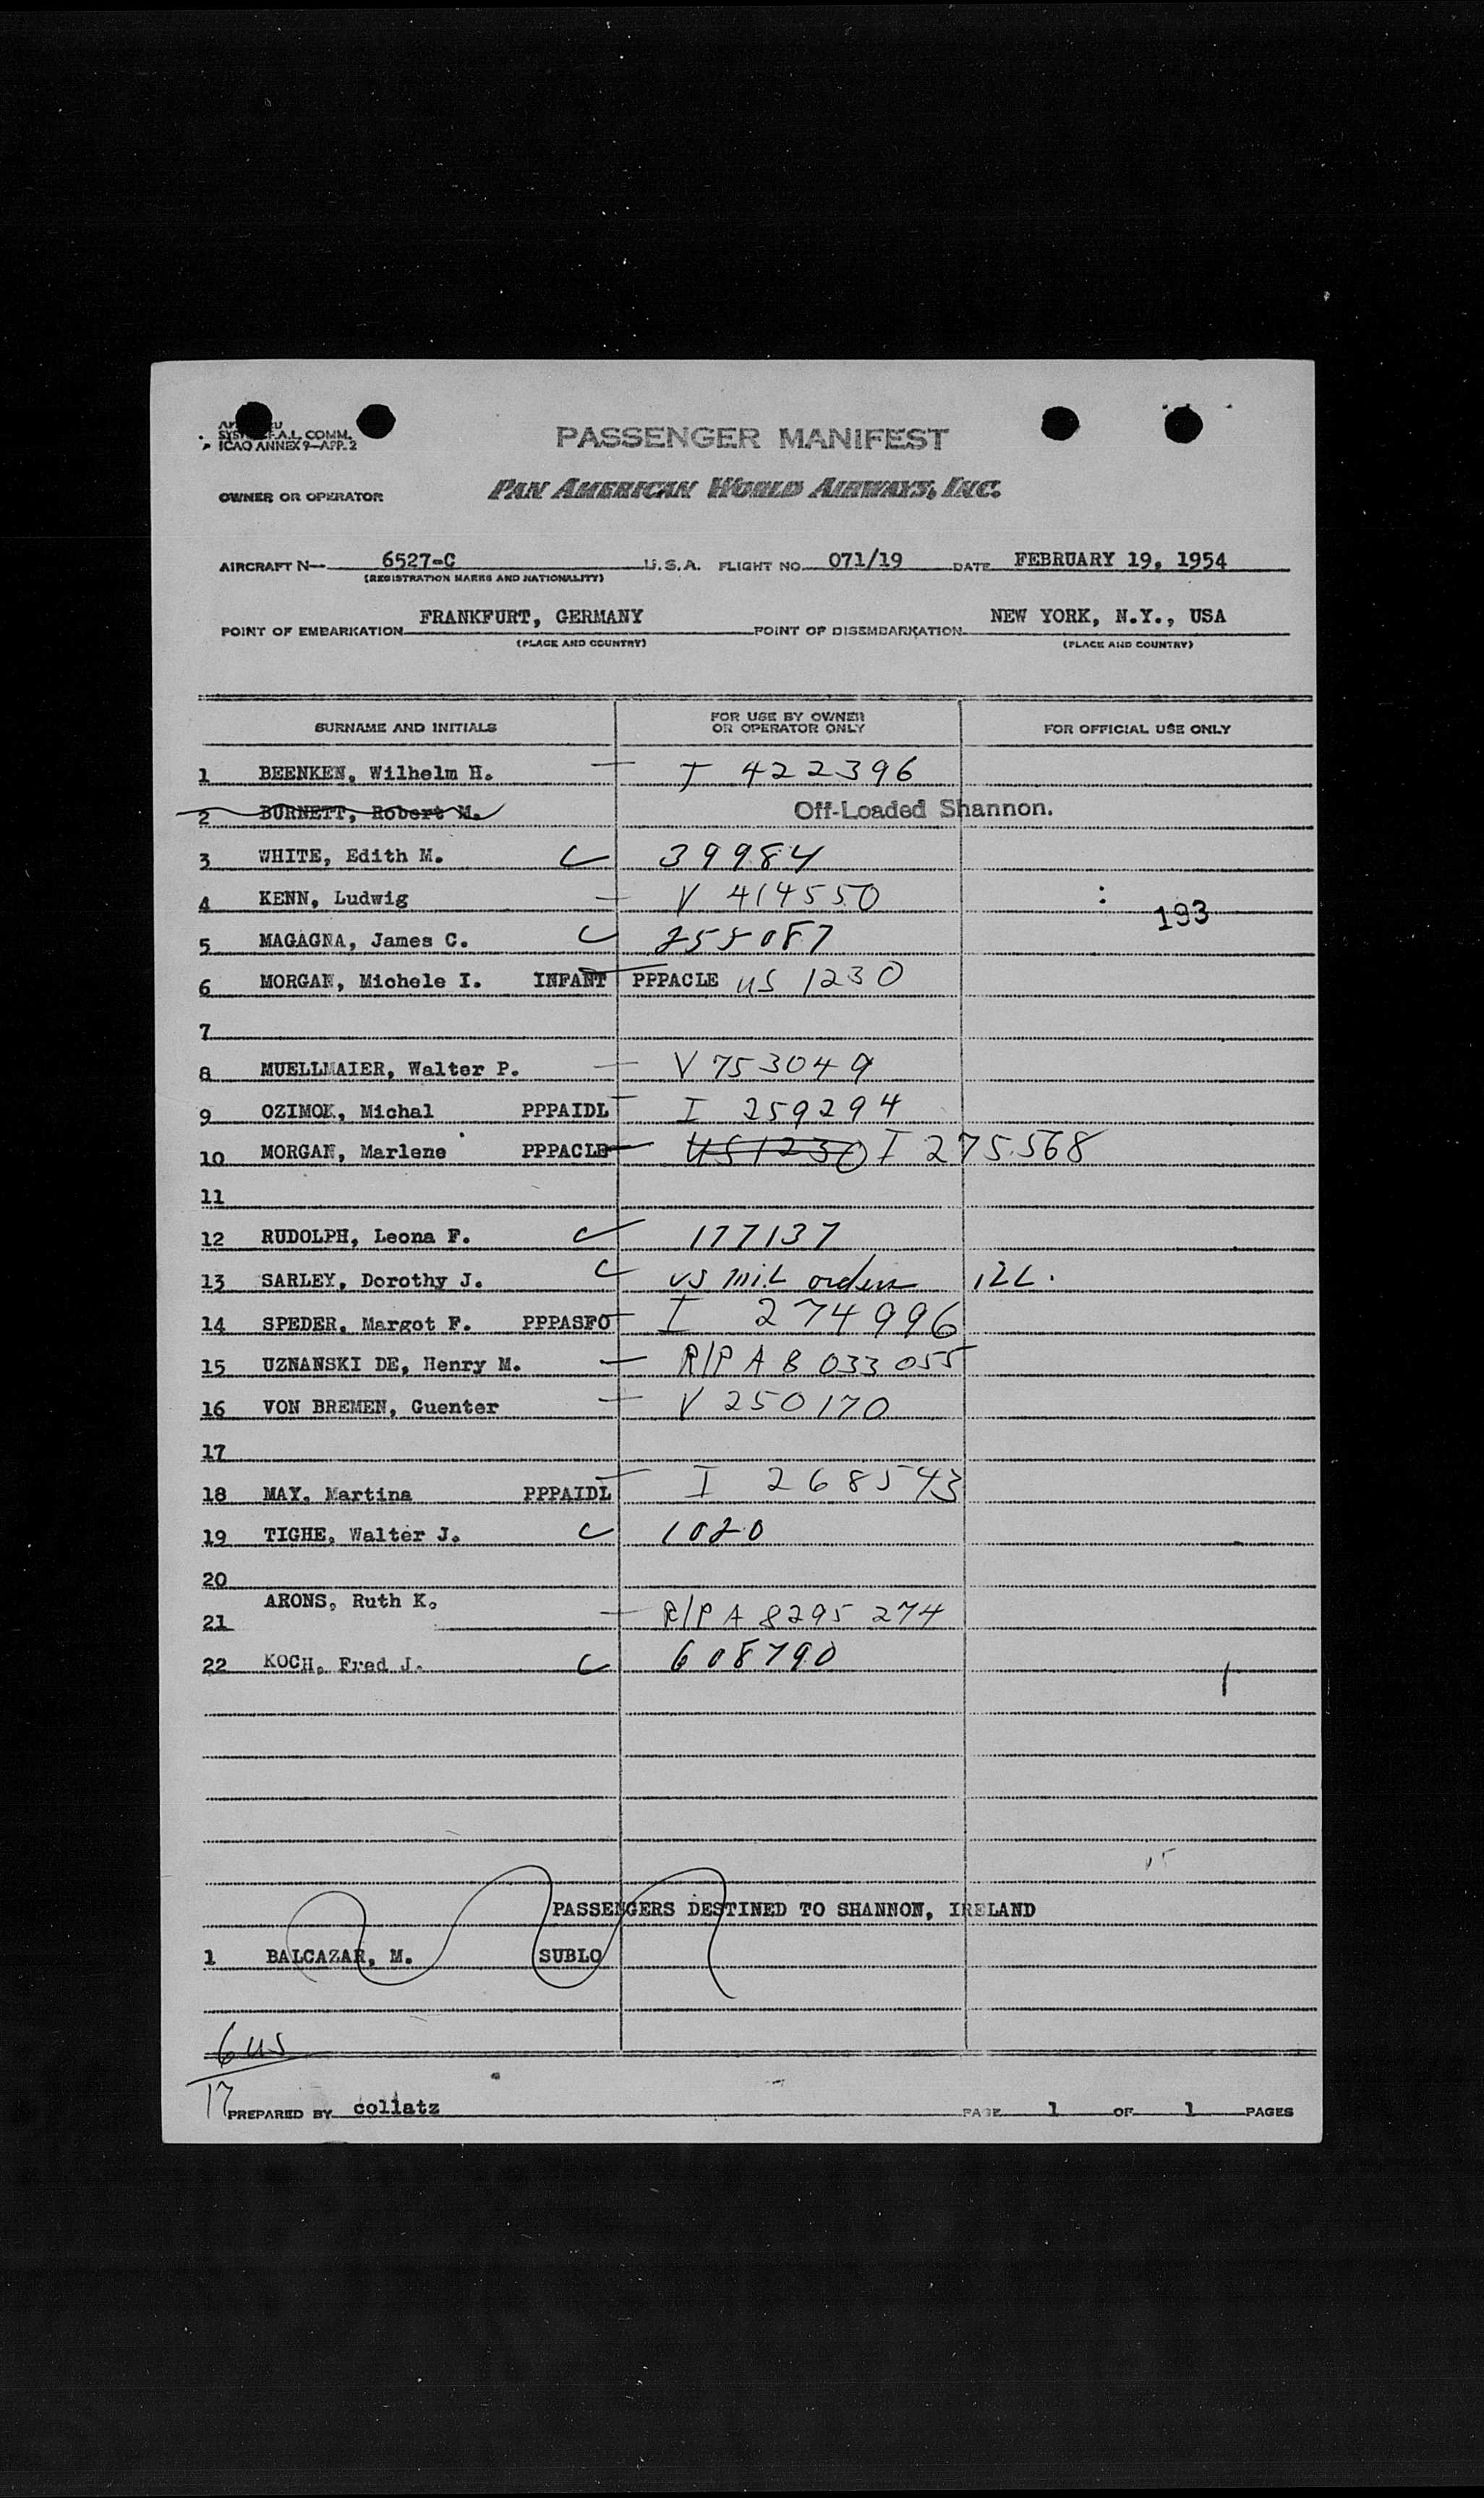 SYS F.A.L. COMM.
ICAO ANNEX 9—APP. 2
PASSENGER MANIFEST
OWNER OR OPERATOR PAN AMERICAN WORLD AIRWAYS, INC.
AIRCRAFT N— 6527-C U.S.A. FLIGHT NO. 071/19 DATE FEBRUARY 19, 1954
(REGISTRATION MARKS AND NATIONALITY)
POINT OF EMBARKATION FRANKFURT, GERMANY POINT OF DISEMBARKATION NEW YORK, N.Y., USA
(PLACE AND COUNTRY) (PLACE AND COUNTRY)
SURNAME AND INITIALS FOR USE BY OWNER OR OPERATOR ONLY FOR OFFICIAL USE ONLY
1 BEENKEN, Wilhelm H. — I 422396
2 BURNETT, Robert M. Off-Loaded Shannon.
3 WHITE, Edith M. C 39984
4 KENN, Ludwig — V 414550
193
5 MAGAGNA, James C. C 255087
6 MORGAN, Michele I. INFANT PPPACLE US 1230
7
8 MUELLMAIER, Walter P. — V 753049
9 OZIMOK, Michal PPPAIDL — I 259294
10 MORGAN, Marlene PPPACLE — US 1230 I 275568
11
12 RUDOLPH, Leona F. C 177137
13 SARLEY, Dorothy J. C US Mil orders
14 SPEDER, Margot F. PPPASFO — I 274996
15 UZNANSKI DE, Henry M. — R/P A 8 033 055
16 VON BREMEN, Guenter — V 250170
17
18 MAY, Martina PPPAIDL — I 268543
19 TIGHE, Walter J. C 1020
20
21 ARONS, Ruth K. — R/P A 8295 274
22 KOCH, Fred J. C 608790
PASSENGERS DESTINED TO SHANNON, IRELAND
1 BALCAZAR, M. SUBLO
6 US
17
PREPARED BY collatz PAGE 1 OF 1 PAGES